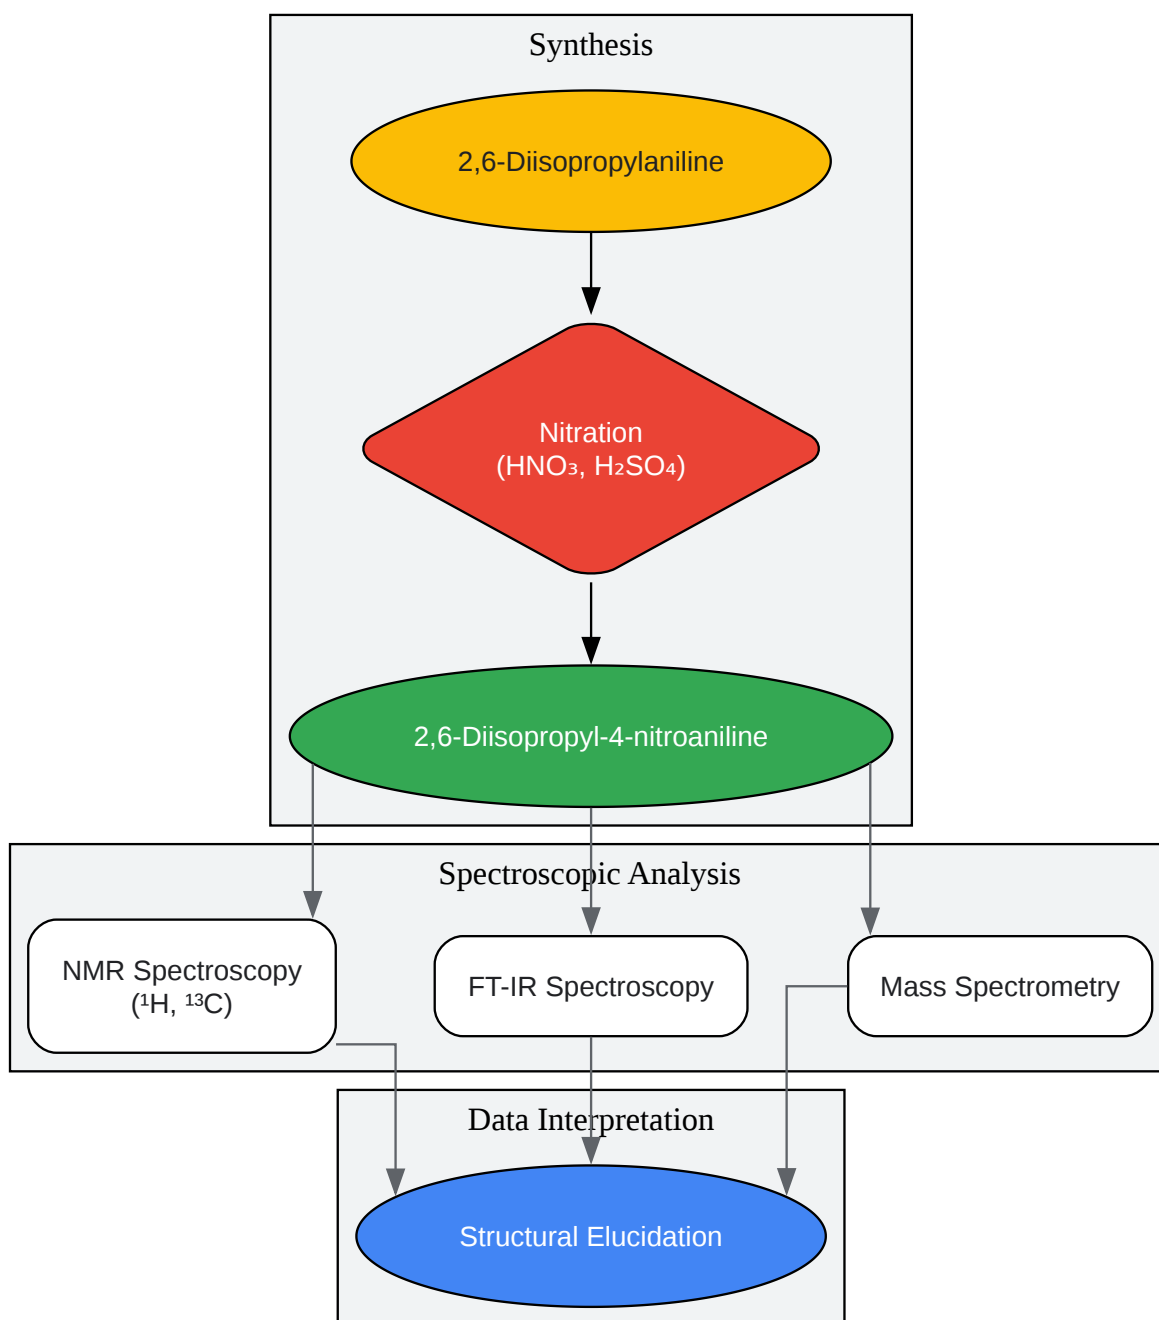 Synthesis
2,6-Diisopropylaniline
Nitration
(HNO₃, H₂SO₄)
2,6-Diisopropyl-4-nitroaniline
Spectroscopic Analysis
NMR Spectroscopy
(¹H, ¹³C)
FT-IR Spectroscopy
Mass Spectrometry
Data Interpretation
Structural Elucidation